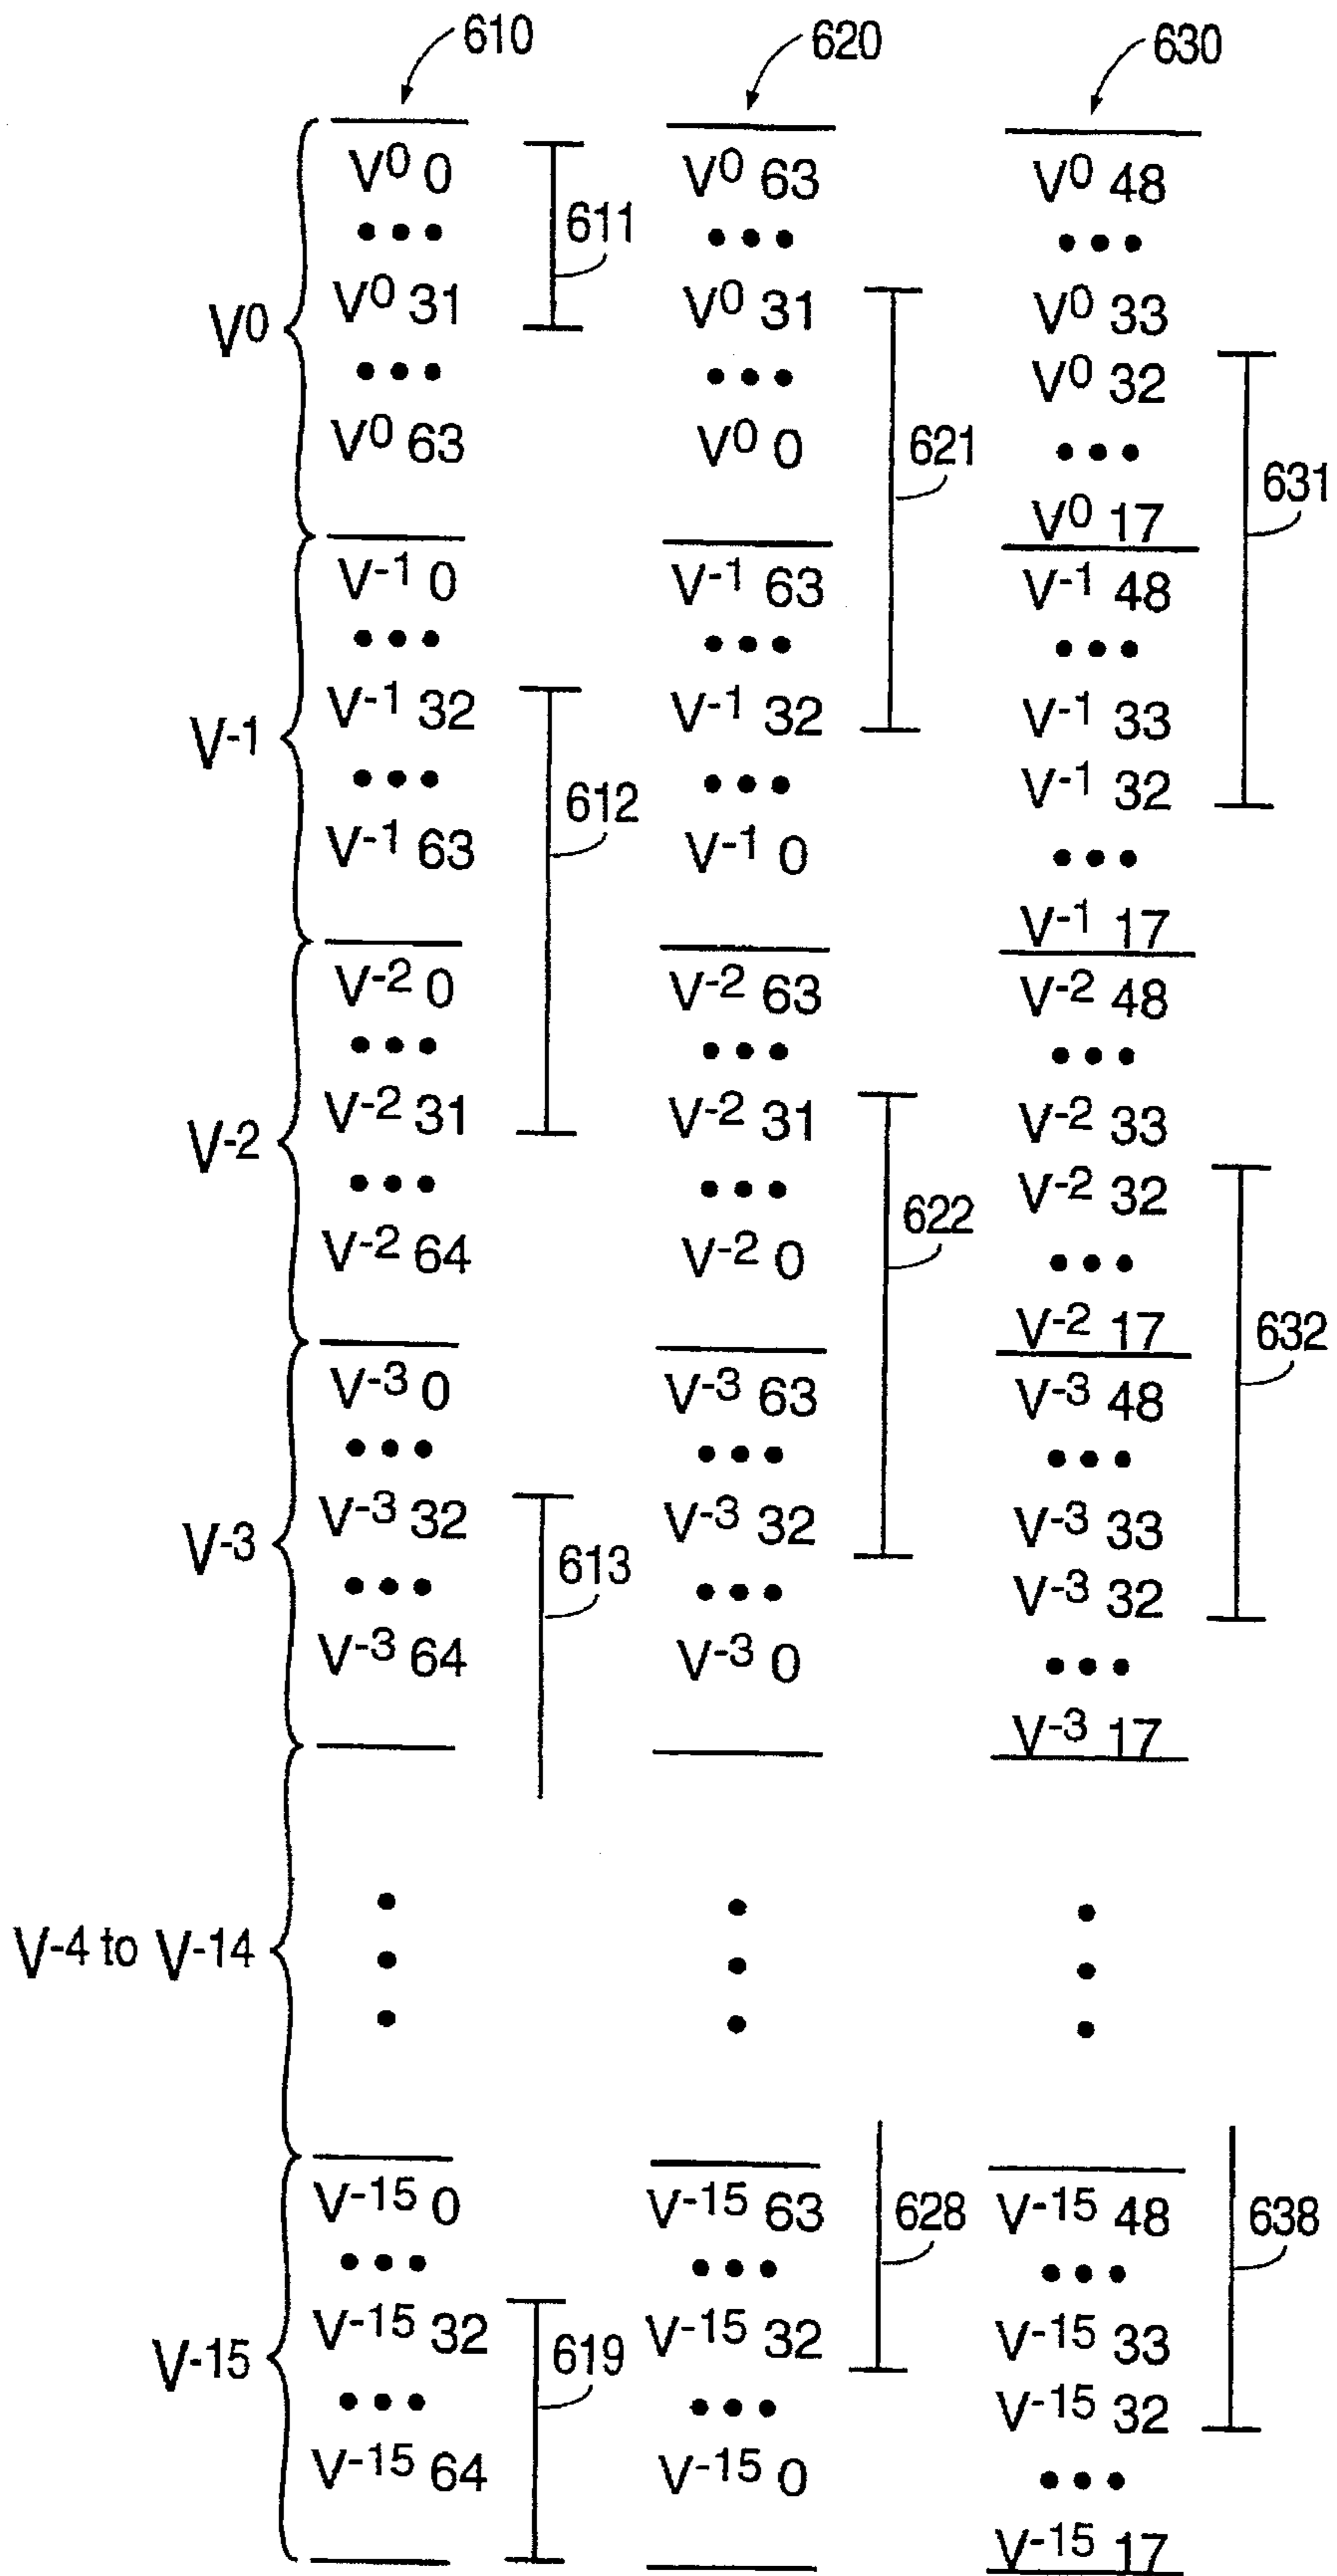 610 620 630
V0 0 V0 63 V0 48
••• ••• •••
611
V0 31 V0 31 V0 33
V0
••• ••• V0 32
V0 63 V0 0 •••
621 631
V0 17
V-1 0 V-1 63 V-1 48
••• ••• •••
V-1 32 V-1 32 V-1 33
V-1
••• ••• V-1 32
612
V-1 63 V-1 0 •••
V-1 17
V-2 0 V-2 63 V-2 48
••• ••• •••
V-2 31 V-2 31 V-2 33
V-2
••• ••• V-2 32
622
V-2 64 V-2 0 •••
V-2 17
632
V-3 0 V-3 63 V-3 48
••• ••• •••
V-3 32 V-3 32 V-3 33
V-3
613
••• ••• V-3 32
V-3 64 V-3 0 •••
V-3 17
V-4 to V-14
V-15 0 V-15 63 V-15 48
628 638
••• ••• •••
V-15 32 V-15 32 V-15 33
V-15
619
••• ••• V-15 32
V-15 64 V-15 0 •••
V-15 17